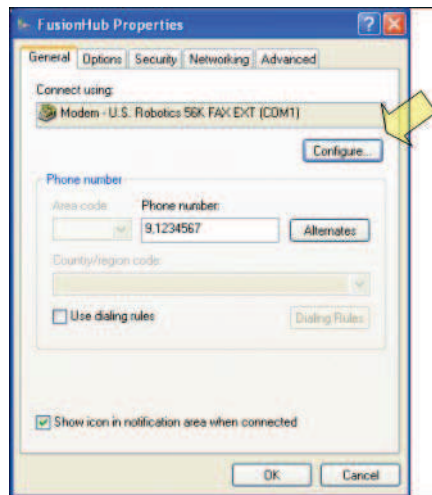 FusionHub Properties
General Options Security Networking Advanced
Connect using:
Modem - U.S. Robotics 56K FAX EXT (COM1)
Configure...
Phone number
Area code: Phone number:
9,1234567 Alternates
Country/region code:
Use dialing rules Dialing Rules
Show icon in notification area when connected
OK Cancel